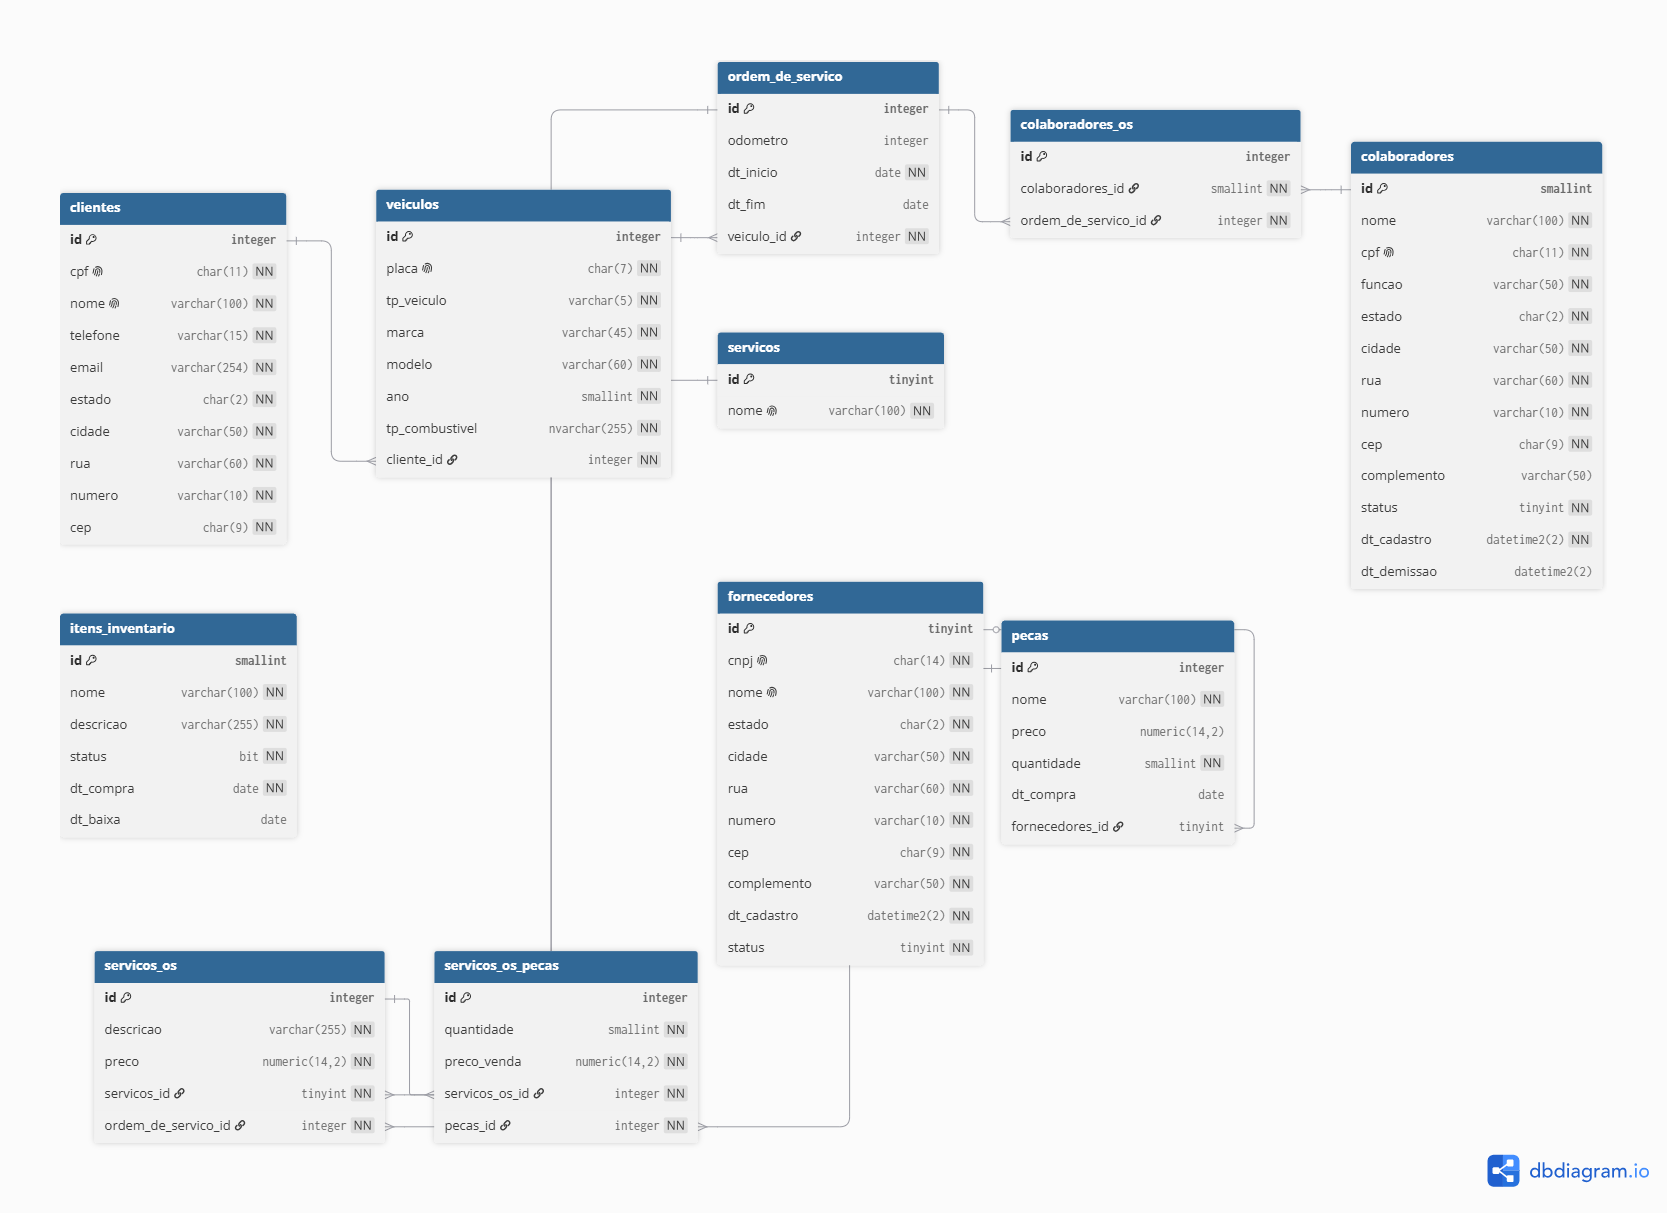 ordem_de_servico
id integer
odometro integer
dt_inicio date NN
dt_fim date
veiculo_id integer NN
colaboradores_os
id integer
colaboradores_id smallint NN
ordem_de_servico_id integer NN
colaboradores
id smallint
nome varchar(100) NN
cpf char(11) NN
funcao varchar(50) NN
estado char(2) NN
cidade varchar(50) NN
rua varchar(60) NN
numero varchar(10) NN
cep char(9) NN
complemento varchar(50)
status tinyint NN
dt_cadastro datetime2(2) NN
dt_demissao datetime2(2)
clientes
id integer
cpf char(11) NN
nome varchar(100) NN
telefone varchar(15) NN
email varchar(254) NN
estado char(2) NN
cidade varchar(50) NN
rua varchar(60) NN
numero varchar(10) NN
cep char(9) NN
veiculos
id integer
placa char(7) NN
tp_veiculo varchar(5) NN
marca varchar(45) NN
modelo varchar(60) NN
ano smallint NN
tp_combustivel nvarchar(255) NN
cliente_id integer NN
servicos
id tinyint
nome varchar(100) NN
itens_inventario
id smallint
nome varchar(100) NN
descricao varchar(255) NN
status bit NN
dt_compra date NN
dt_baixa date
fornecedores
id tinyint
cnpj char(14) NN
nome varchar(100) NN
estado char(2) NN
cidade varchar(50) NN
rua varchar(60) NN
numero varchar(10) NN
cep char(9) NN
complemento varchar(50) NN
dt_cadastro datetime2(2) NN
status tinyint NN
pecas
id integer
nome varchar(100) NN
preco numeric(14,2)
quantidade smallint NN
dt_compra date
fornecedores_id tinyint
servicos_os
id integer
descricao varchar(255) NN
preco numeric(14,2) NN
servicos_id tinyint NN
ordem_de_servico_id integer NN
servicos_os_pecas
id integer
quantidade smallint NN
preco_venda numeric(14,2) NN
servicos_os_id integer NN
pecas_id integer NN
dbdiagram.io